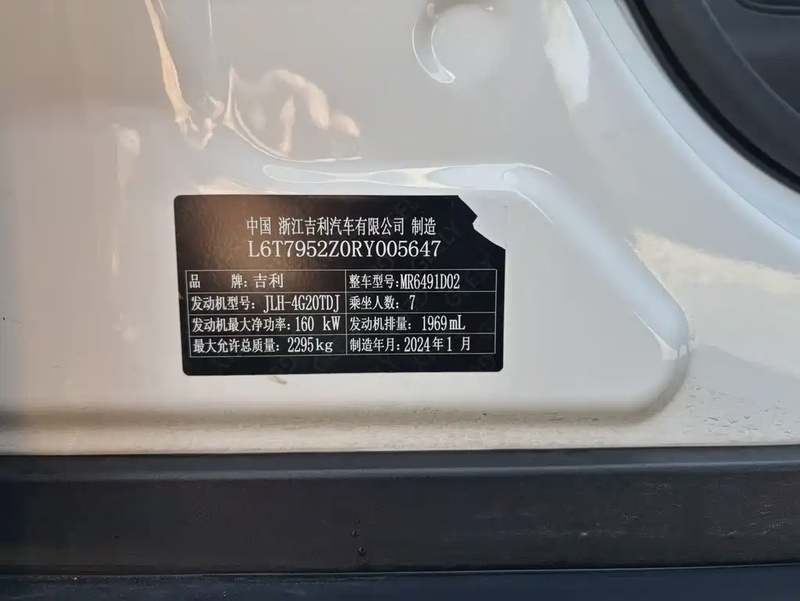 中国 浙江吉利汽车有限公司 制造
L6T7952Z0RY005647
品 牌: 吉利 整车型号: MR6491D02
发动机型号: JLH-4G20TDJ 乘坐人数: 7
发动机最大净功率: 160 kW 发动机排量: 1969mL
最大允许总质量: 2295kg 制造年月: 2024年1月